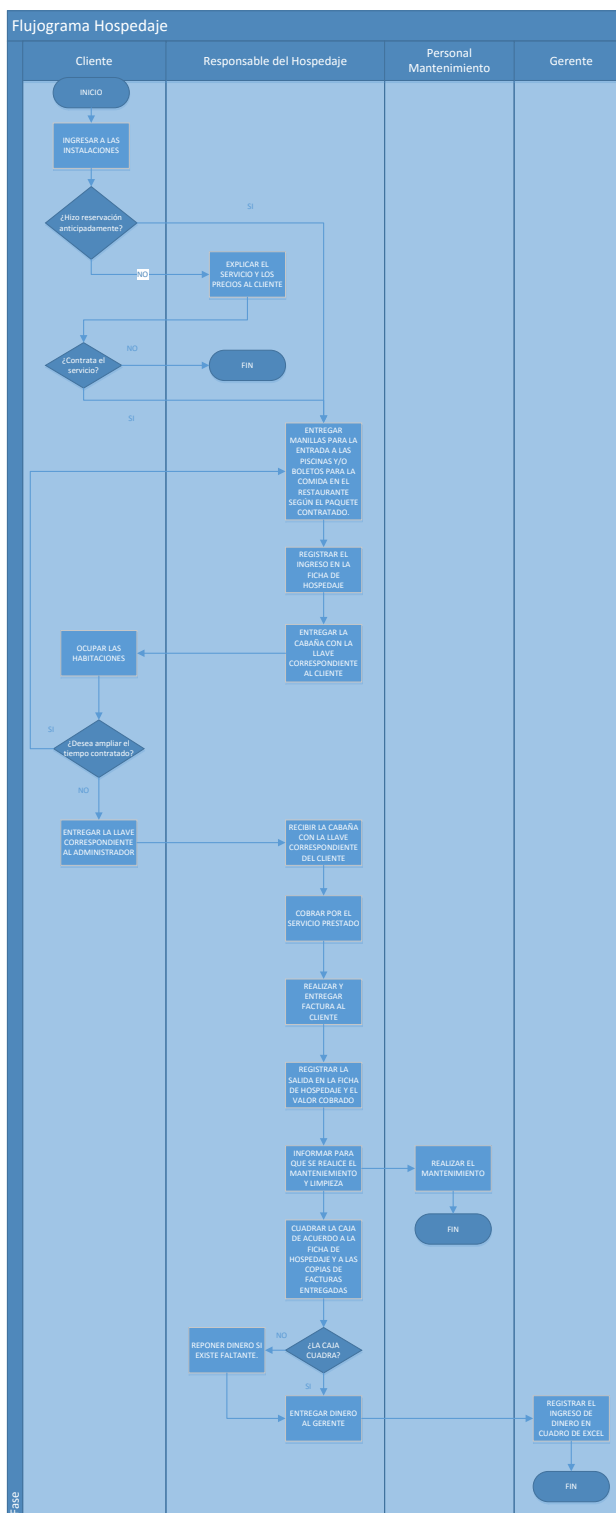 Flujograma Hospedaje
Cliente
Responsable del Hospedaje
Personal
Mantenimiento
Gerente
INICIO
INGRESAR A LAS
INSTALACIONES
¿Hizo reservación
anticipadamente?
SI
NO
EXPLICAR EL
SERVICIO Y LOS
PRECIOS AL CLIENTE
¿Contrata el
servicio?
NO
FIN
SI
ENTREGAR
MANILLAS PARA LA
ENTRADA A LAS
PISCINAS Y/O
BOLETOS PARA LA
COMIDA EN EL
RESTAURANTE
SEGÚN EL PAQUETE
CONTRATADO.
REGISTRAR EL
INGRESO EN LA
FICHA DE
HOSPEDAJE
ENTREGAR LA
CABAÑA CON LA
LLAVE
CORRESPONDIENTE
AL CLIENTE
OCUPAR LAS
HABITACIONES
SI
¿Desea ampliar el
tiempo contratado?
NO
ENTREGAR LA LLAVE
CORRESPONDIENTE
AL ADMINISTRADOR
RECIBIR LA CABAÑA
CON LA LLAVE
CORRESPONDIENTE
DEL CLIENTE
COBRAR POR EL
SERVICIO PRESTADO
REALIZAR Y
ENTREGAR
FACTURA AL
CLIENTE
REGISTRAR LA
SALIDA EN LA FICHA
DE HOSPEDAJE Y EL
VALOR COBRADO
INFORMAR PARA
QUE SE REALICE EL
MANTENIEMIENTO
Y LIMPIEZA
REALIZAR EL
MANTENIMIENTO
FIN
CUADRAR LA CAJA
DE ACUERDO A LA
FICHA DE
HOSPEDAJE Y A LAS
COPIAS DE
FACTURAS
ENTREGADAS
¿LA CAJA
CUADRA?
NO
REPONER DINERO SI
EXISTE FALTANTE.
SI
ENTREGAR DINERO
AL GERENTE
REGISTRAR EL
INGRESO DE
DINERO EN
CUADRO DE EXCEL
FIN
Fase